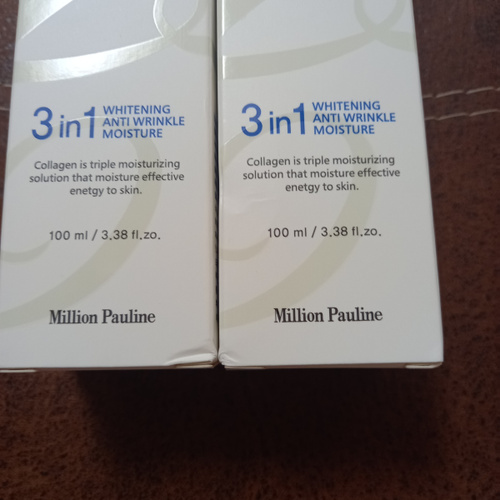 3 in 1 WHITENING
ANTI WRINKLE
MOISTURE
Collagen is triple moisturizing
solution that moisture effective
enetgy to skin.
100 ml / 3.38 fl.zo.
Million Pauline
3 in 1 WHITENING
ANTI WRINKLE
MOISTURE
Collagen is triple moisturizing
solution that moisture effective
enetgy to skin.
100 ml / 3.38 fl.zo.
Million Pauline